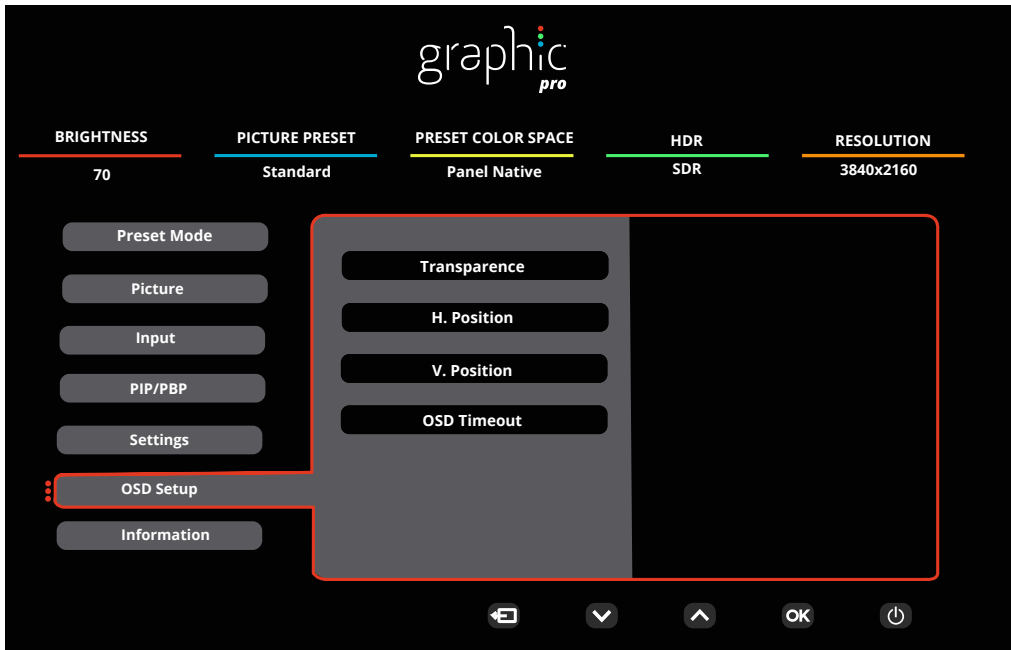 graphic
pro
BRIGHTNESS PICTURE PRESET PRESET COLOR SPACE HDR RESOLUTION
70 Standard Panel Native SDR 3840x2160
Preset Mode
Picture
Input
PIP/PBP
Settings
OSD Setup
Information
Transparence
H. Position
V. Position
OSD Timeout
OK